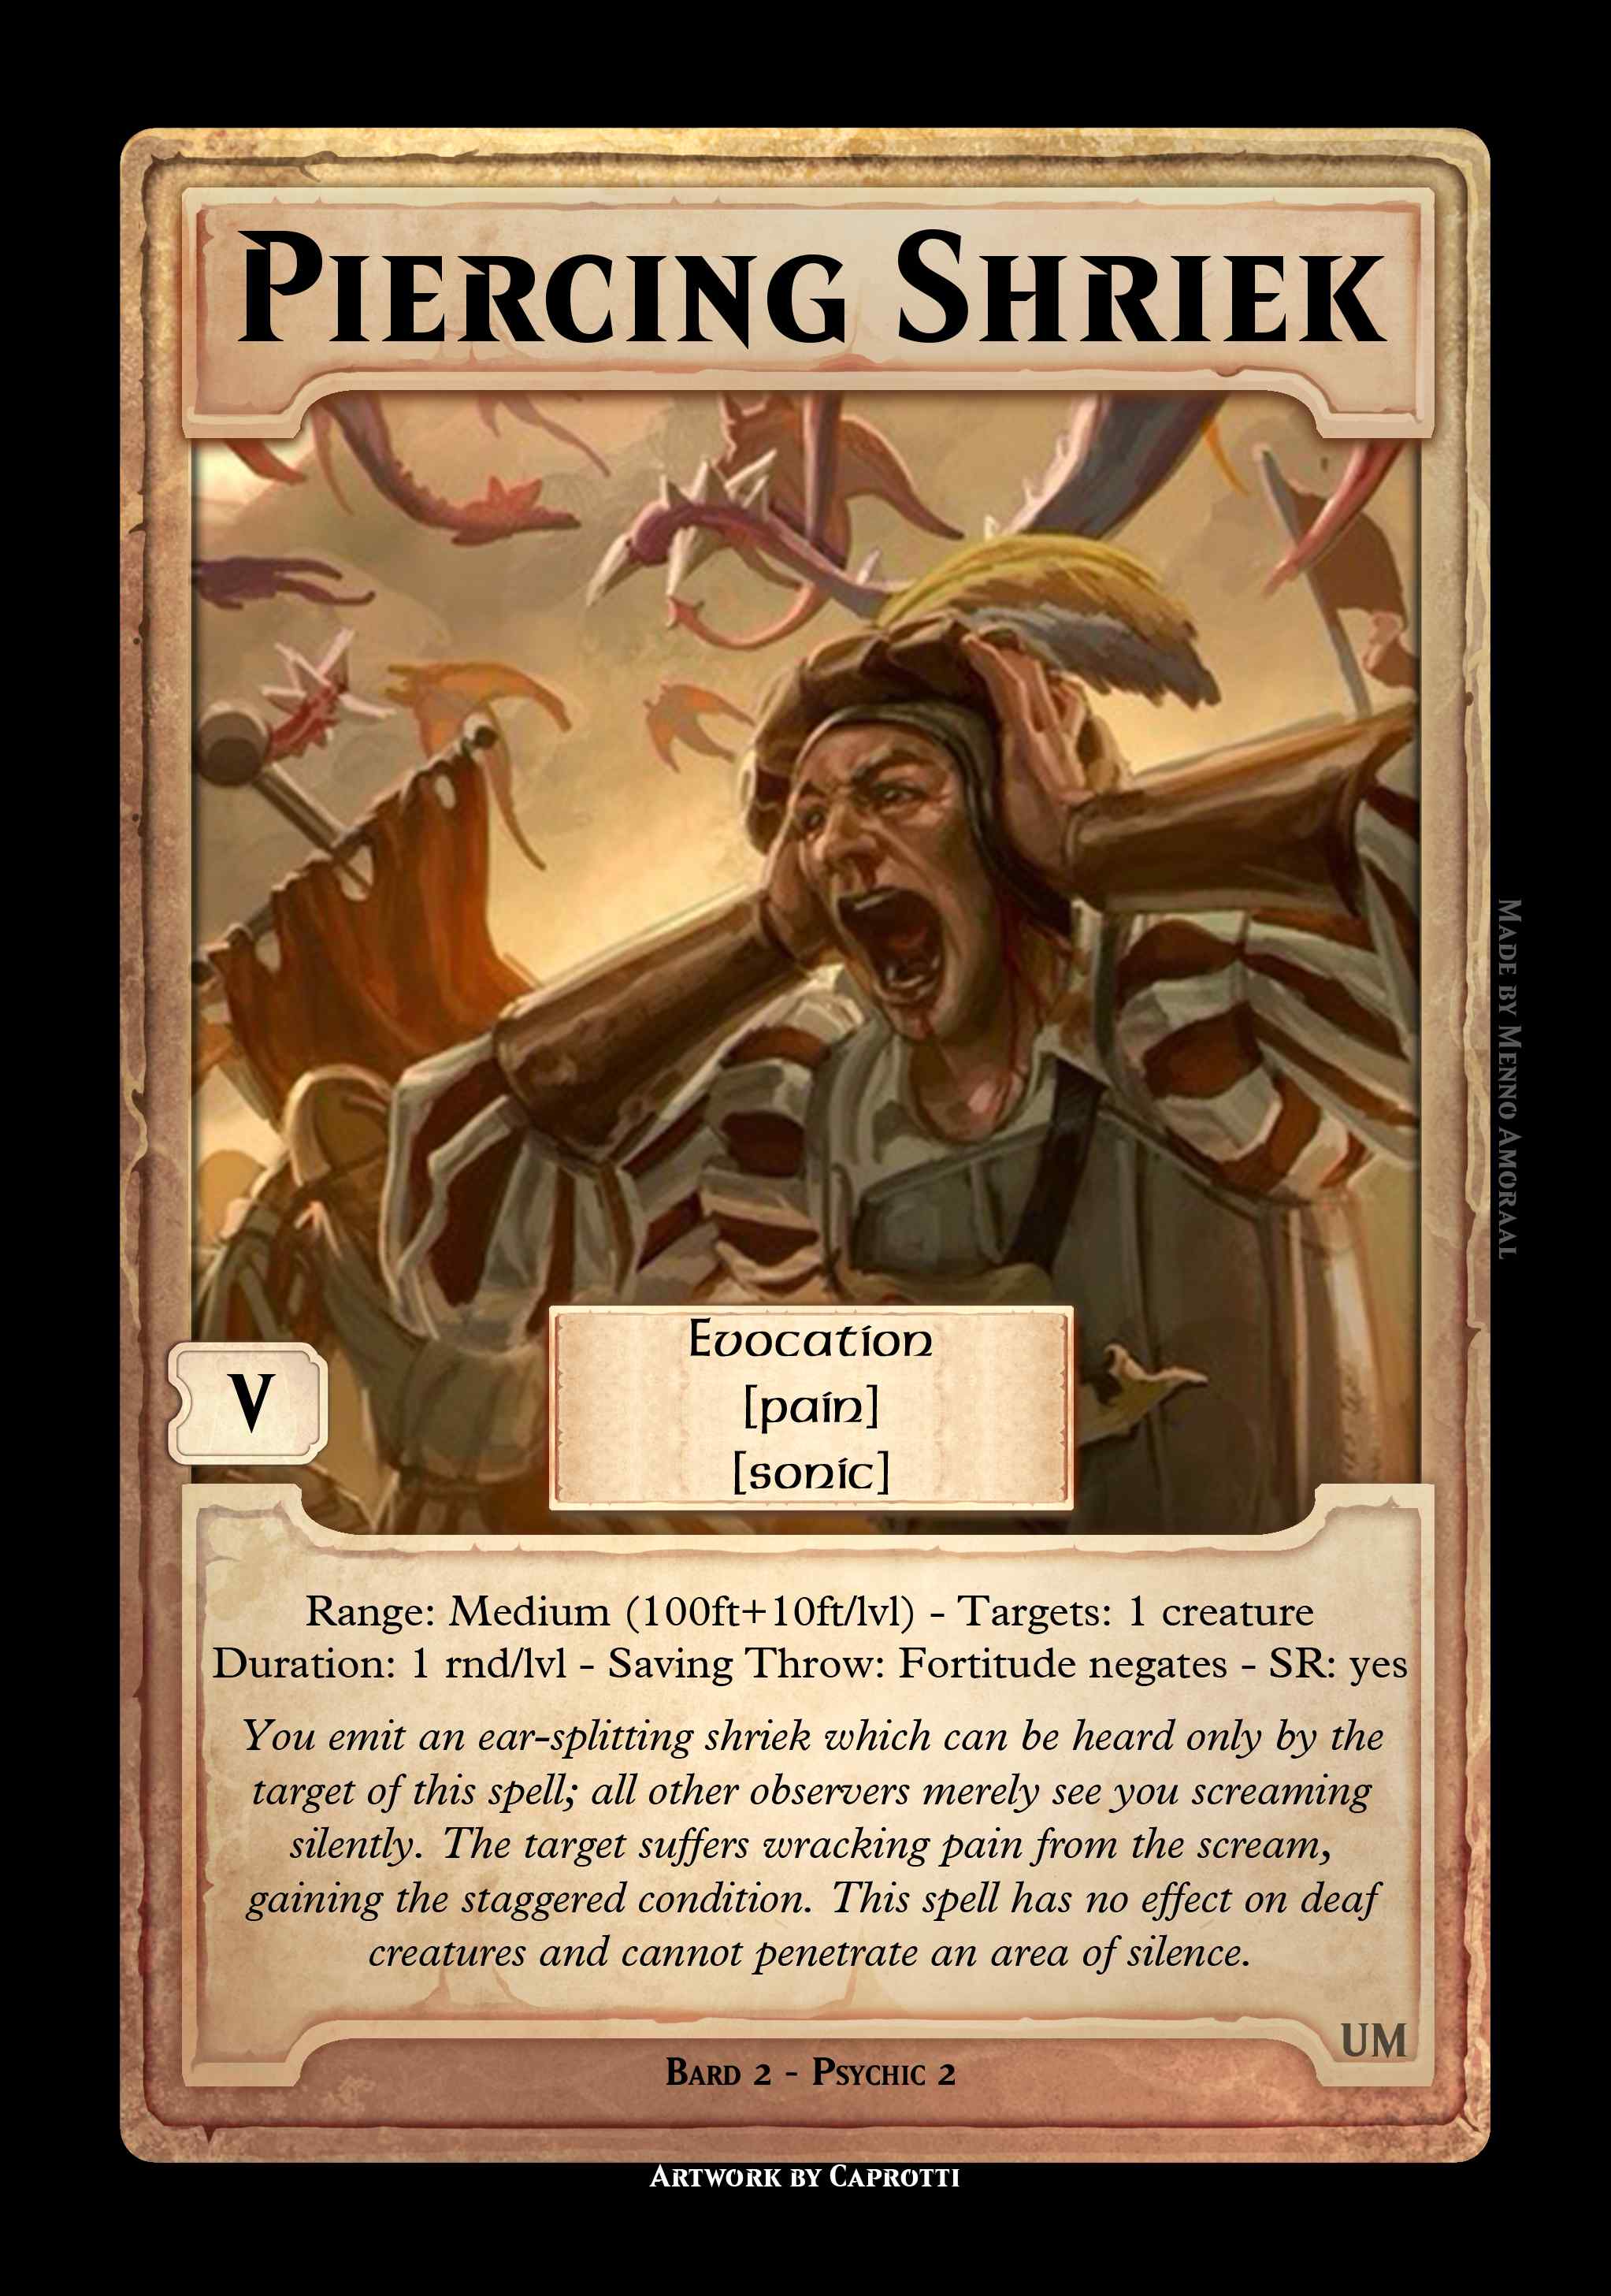 Piercing Shriek
Evocation
[pain]
[sonic]
V
Range: Medium (100ft+10ft/lvl) - Targets: 1 creature
Duration: 1 rnd/lvl - Saving Throw: Fortitude negates - SR: yes
You emit an ear-splitting shriek which can be heard only by the
target of this spell; all other observers merely see you screaming
silently. The target suffers wracking pain from the scream,
gaining the staggered condition. This spell has no effect on deaf
creatures and cannot penetrate an area of silence.
UM
Bard 2 - Psychic 2
Artwork by Caprotti
Made by Menno Amoraal